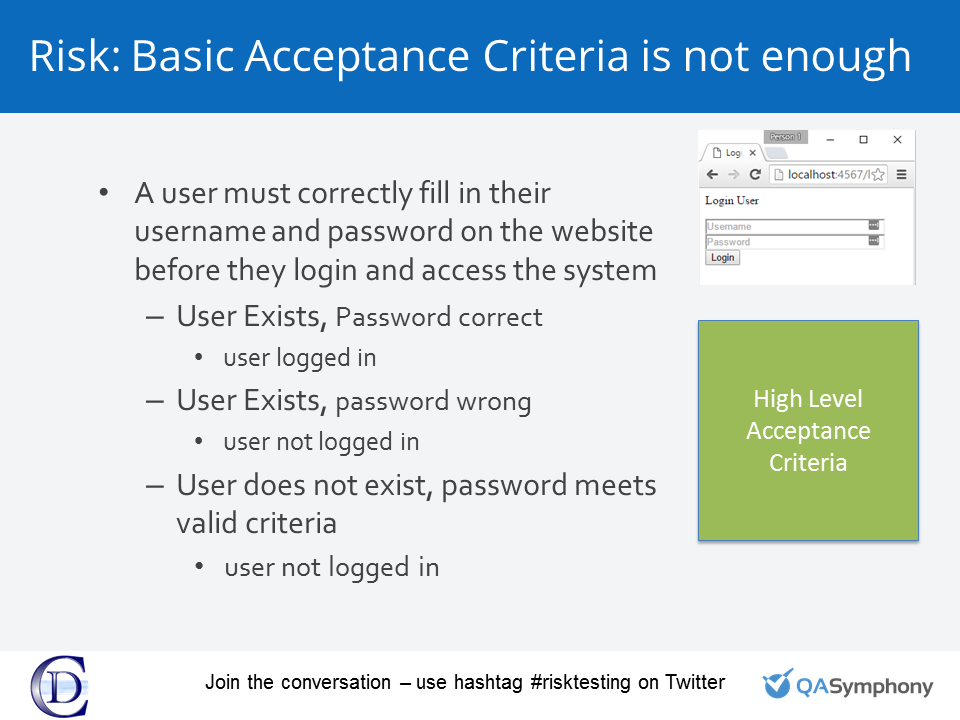 Risk: Basic Acceptance Criteria is not enough
• A user must correctly fill in their
username and password on the website
before they login and access the system
– User Exists, Password correct
• user logged in
– User Exists, password wrong
• user not logged in
– User does not exist, password meets
valid criteria
• user not logged in
Person 1
Logi
localhost:4567/l
Login User
Username
Password
Login
High Level
Acceptance
Criteria
CD
Join the conversation – use hashtag #risktesting on Twitter
QASymphony